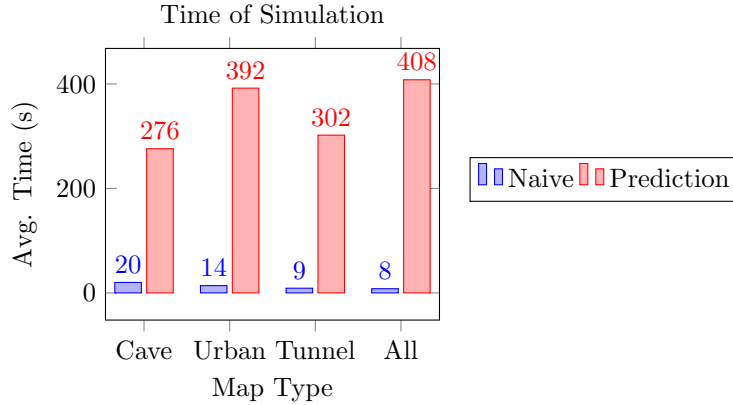 Time of Simulation
Avg. Time (s)
400
200
0
20
276
14
392
9
302
8
408
Cave Urban Tunnel All
Map Type
Naive Prediction